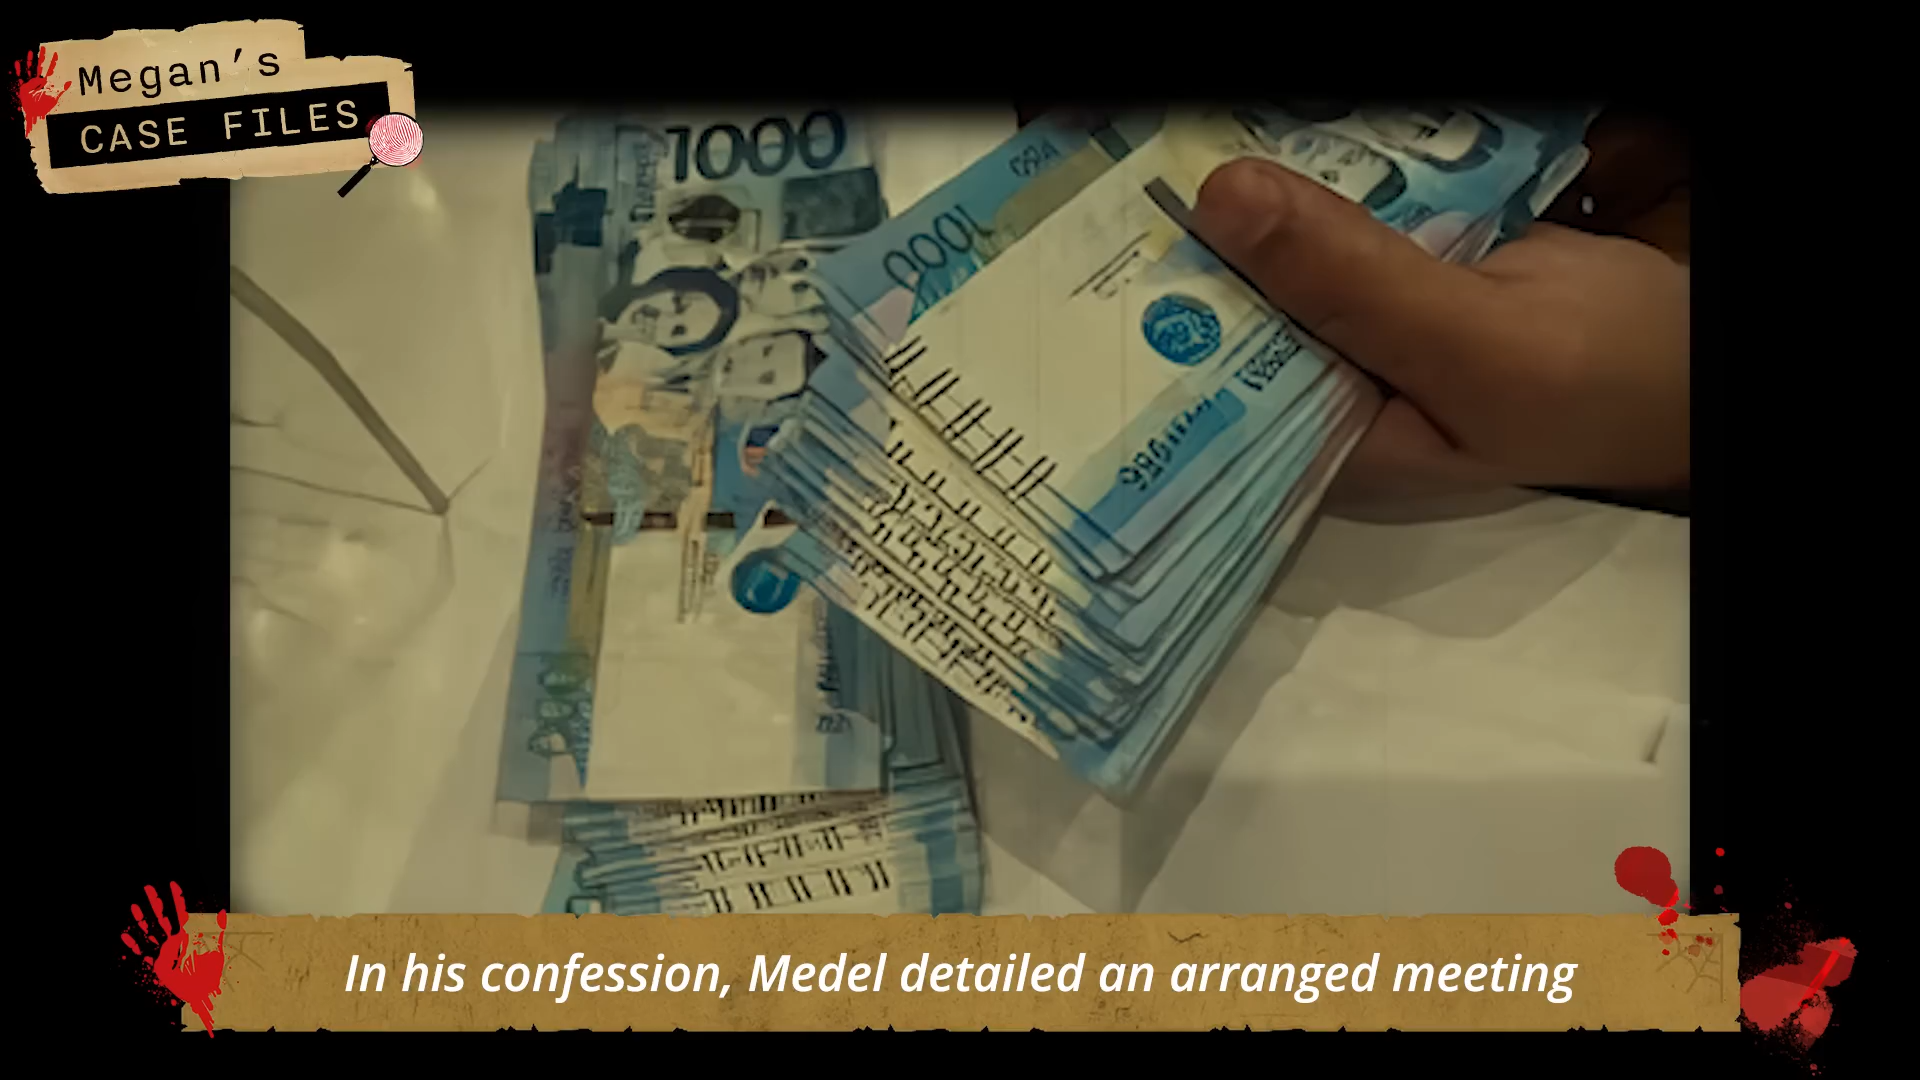 Megan's
CASE FILES
1000
1000
In his confession, Medel detailed an arranged meeting